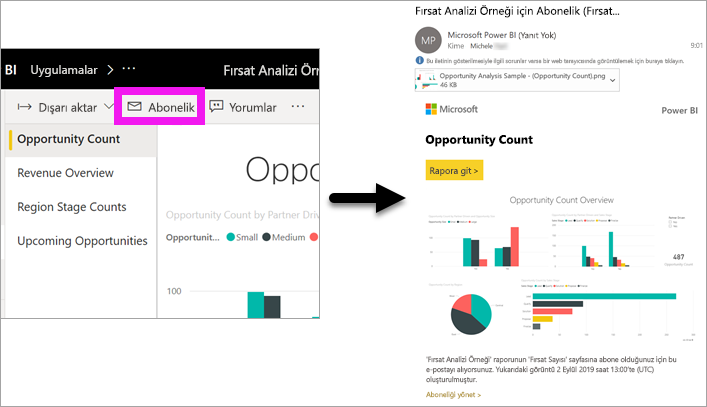 BI Uygulamalar > ··· Fırsat Analizi Örn
Dışarı aktar Abonelik Yorumlar ···
Opportunity Count
Revenue Overview
Region Stage Counts
Upcoming Opportunities
Oppo
Opportunity Count by Partner Driv
Opportunit... Small Medium
100
Fırsat Analizi Örneği için Abonelik (Fırsat...
MP
Microsoft Power BI (Yanıt Yok)
Kime Michele
9:01
Bu iletinin gösterilmesiyle ilgili sorunlar varsa bir web tarayıcısında görüntülemek için buraya tıklayın.
Opportunity Analysis Sample - (Opportunity Count).png
46 KB
Microsoft Power BI
Opportunity Count
Rapora git >
Opportunity Count Overview
487
Opportunity Count
'Fırsat Analizi Örneği' raporunun 'Fırsat Sayısı' sayfasına abone olduğunuz için bu
e-postayı alıyorsunuz. Yukarıdaki görüntü 2 Eylül 2019 saat 13:00'te (UTC)
oluşturulmuştur.
Aboneliği yönet >